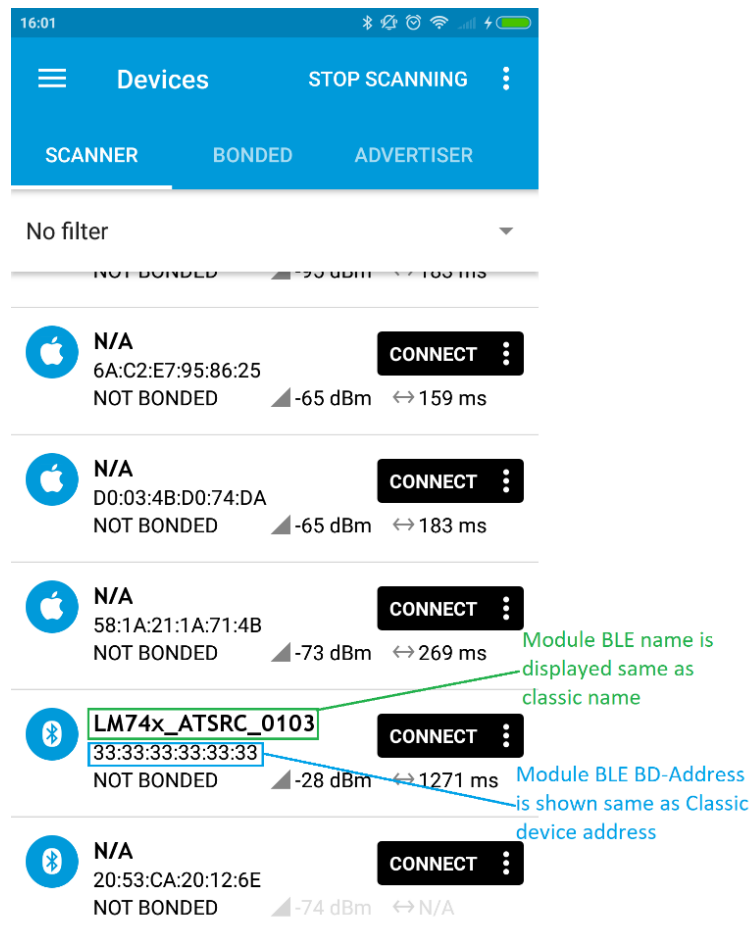 16:01
Devices
STOP SCANNING
SCANNER
BONDED
ADVERTISER
No filter
NOT BONDED -95 dBm 183 ms
N/A
CONNECT
6A:C2:E7:95:86:25
NOT BONDED -65 dBm 159 ms
N/A
CONNECT
D0:03:4B:D0:74:DA
NOT BONDED -65 dBm 183 ms
N/A
CONNECT
58:1A:21:1A:71:4B
NOT BONDED -73 dBm 269 ms
Module BLE name is
displayed same as
classic name
LM74x_ATSRC_0103
CONNECT
33:33:33:33:33:33
NOT BONDED -28 dBm 1271 ms
Module BLE BD-Address
is shown same as Classic
device address
N/A
CONNECT
20:53:CA:20:12:6E
NOT BONDED -74 dBm N/A